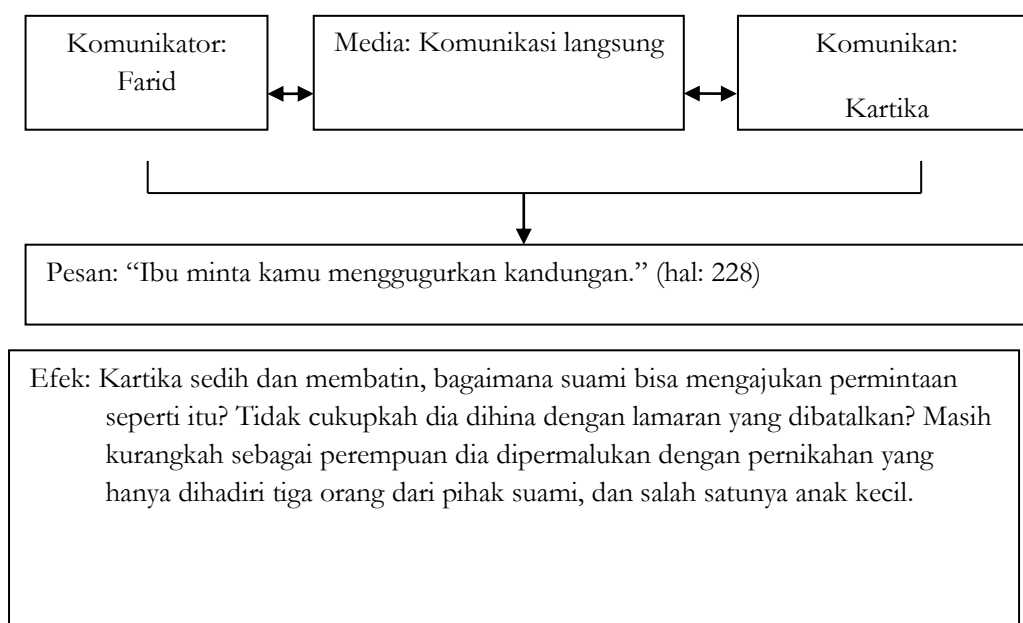 Komunikator:
Farid
Media: Komunikasi langsung
Komunikan:
Kartika
Pesan: “Ibu minta kamu menggugurkan kandungan.” (hal: 228)
Efek: Kartika sedih dan membatin, bagaimana suami bisa mengajukan permintaan
seperti itu? Tidak cukupkah dia dihina dengan lamaran yang dibatalkan? Masih
kurangkah sebagai perempuan dia dipermalukan dengan pernikahan yang
hanya dihadiri tiga orang dari pihak suami, dan salah satunya anak kecil.